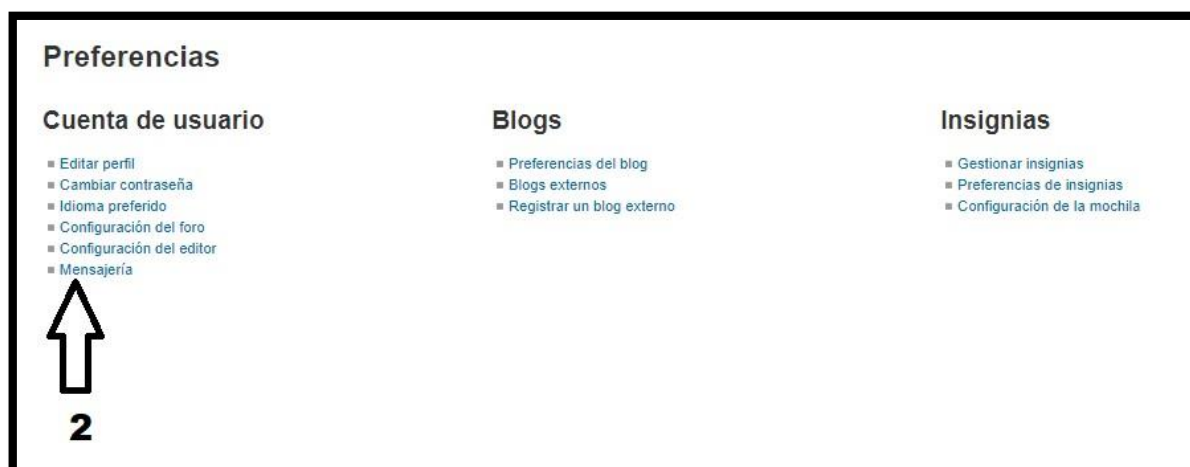 Preferencias
Cuenta de usuario
Editar perfil
Cambiar contraseña
Idioma preferido
Configuración del foro
Configuración del editor
Mensajería
2
Blogs
Preferencias del blog
Blogs externos
Registrar un blog externo
Insignias
Gestionar insignias
Preferencias de insignias
Configuración de la mochila